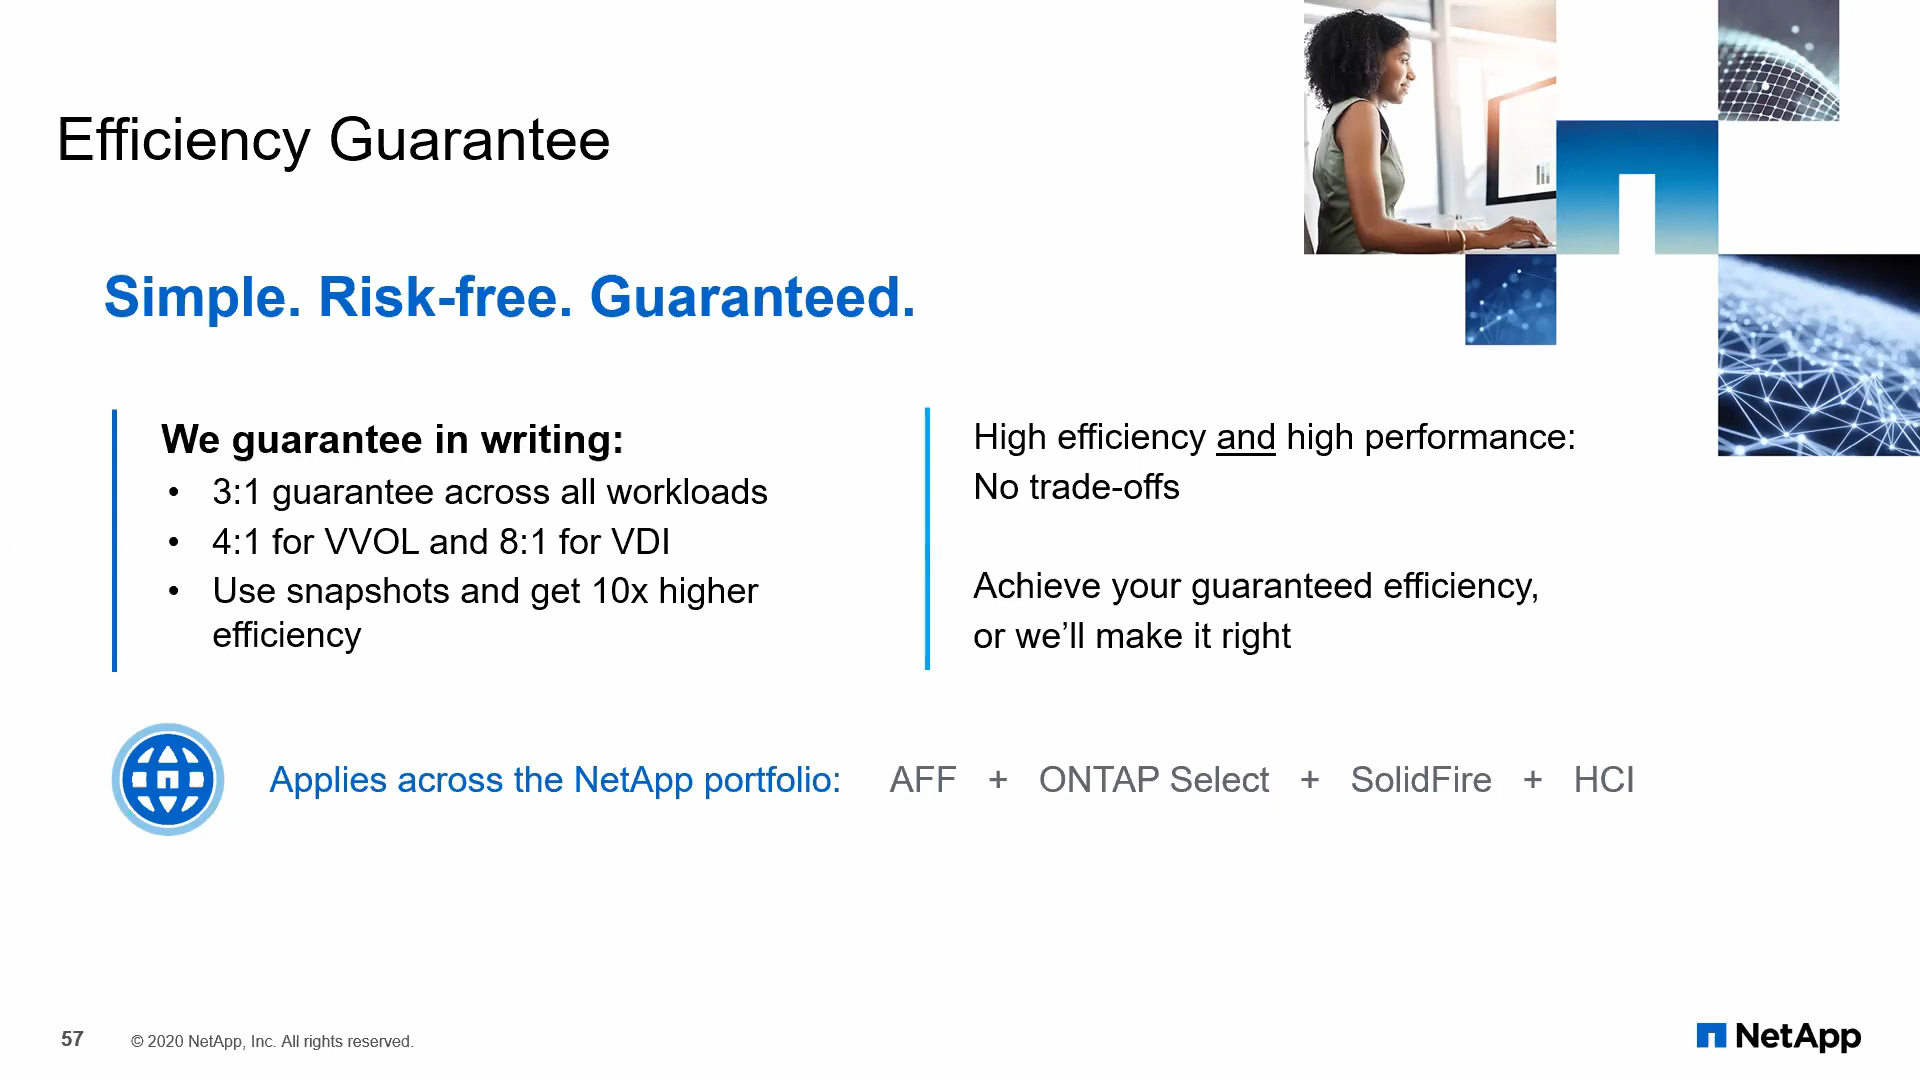 Efficiency Guarantee
Simple. Risk-free. Guaranteed.
We guarantee in writing:
• 3:1 guarantee across all workloads
• 4:1 for VVOL and 8:1 for VDI
• Use snapshots and get 10x higher
efficiency
High efficiency and high performance:
No trade-offs
Achieve your guaranteed efficiency,
or we’ll make it right
Applies across the NetApp portfolio: AFF + ONTAP Select + SolidFire + HCI
57 © 2020 NetApp, Inc. All rights reserved.
NetApp